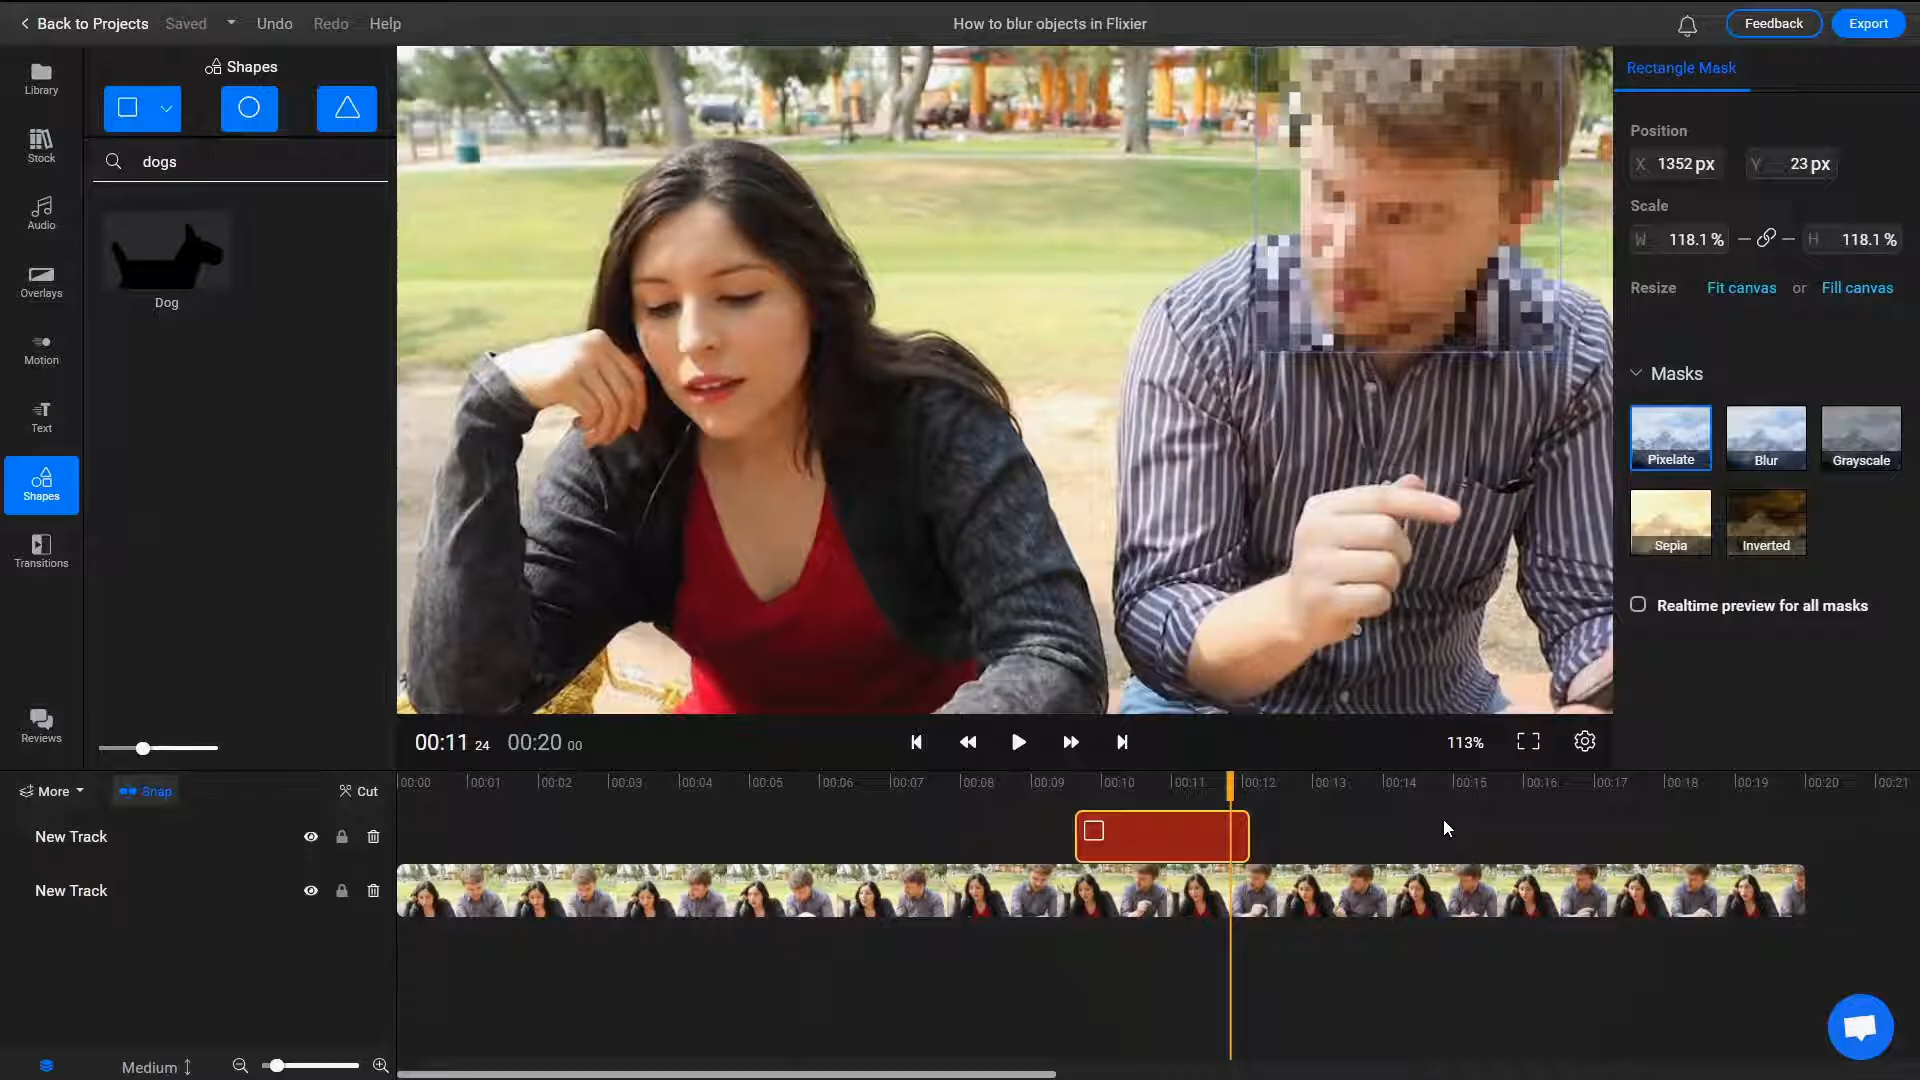 Back to Projects Saved Undo Redo Help How to blur objects in Flixier Feedback Export
Library
Stock
Audio
Overlays
Motion
Text
Shapes
Transitions
Reviews
Shapes
dogs
Dog
Rectangle Mask
Position
X 1352 px Y 23 px
Scale
W 118.1 % H 118.1 %
Resize Fit canvas or Fill canvas
Masks
Pixelate Blur Grayscale
Sepia Inverted
Realtime preview for all masks
00:11 24 00:20 00 113%
More Snap Cut
00:00 00:01 00:02 00:03 00:04 00:05 00:06 00:07 00:08 00:09 00:10 00:11 00:12 00:13 00:14 00:15 00:16 00:17 00:18 00:19 00:20 00:21
New Track
New Track
Medium